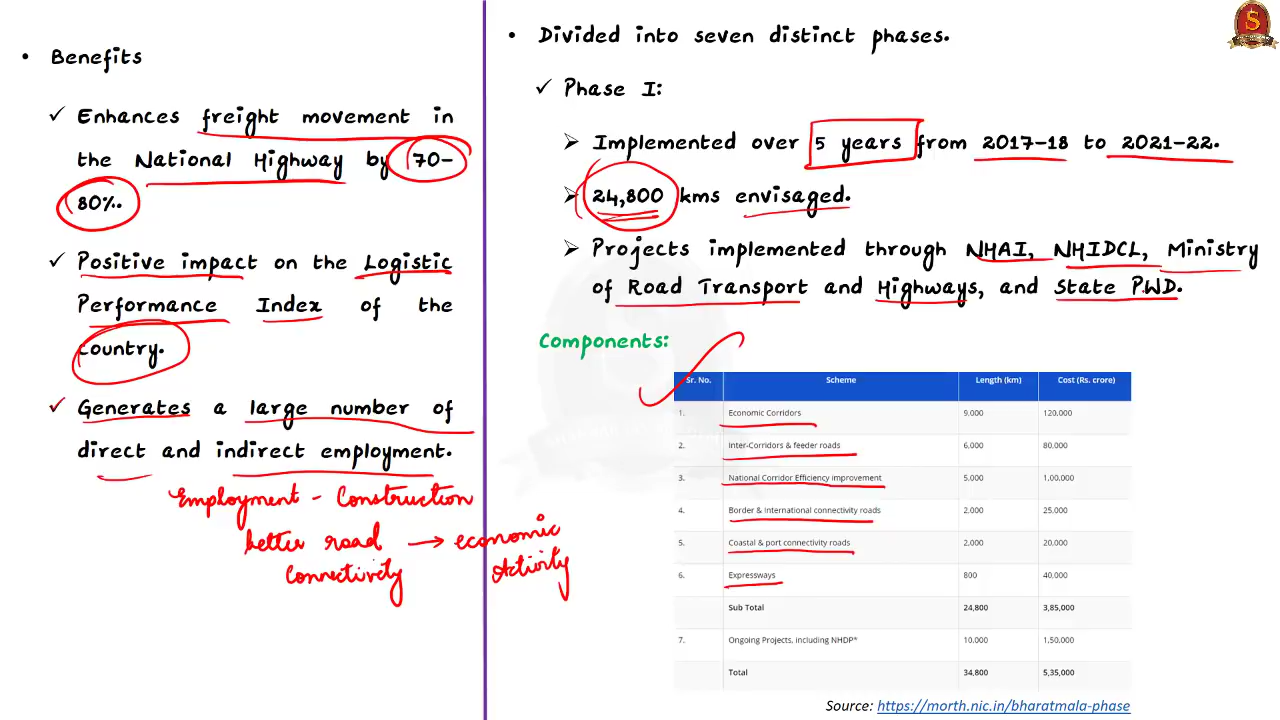 • Benefits
✓ Enhances freight movement in
the National Highway by 70-
80%.
✓ Positive impact on the Logistic
Performance Index of the
country.
✓ Generates a large number of
direct and indirect employment.
Employment - Construction
better road → economic
Connectivity Activity
• Divided into seven distinct phases.
✓ Phase I:
➢ Implemented over 5 years from 2017-18 to 2021-22.
➢ 24,800 kms envisaged.
➢ Projects implemented through NHAI, NHIDCL, Ministry
of Road Transport and Highways, and State PWD.
Components:
Sr. No. Scheme Length (km) Cost (Rs. crore)
1. Economic Corridors 9,000 120,000
2. Inter-Corridors & feeder roads 6,000 80,000
3. National Corridor Efficiency improvement 5,000 1,00,000
4. Border & International connectivity roads 2,000 25,000
5. Coastal & port connectivity roads 2,000 20,000
6. Expressways 800 40,000
Sub Total 24,800 3,85,000
7. Ongoing Projects, including NHDP* 10,000 1,50,000
Total 34,800 5,35,000
Source: https://morth.nic.in/bharatmala-phase